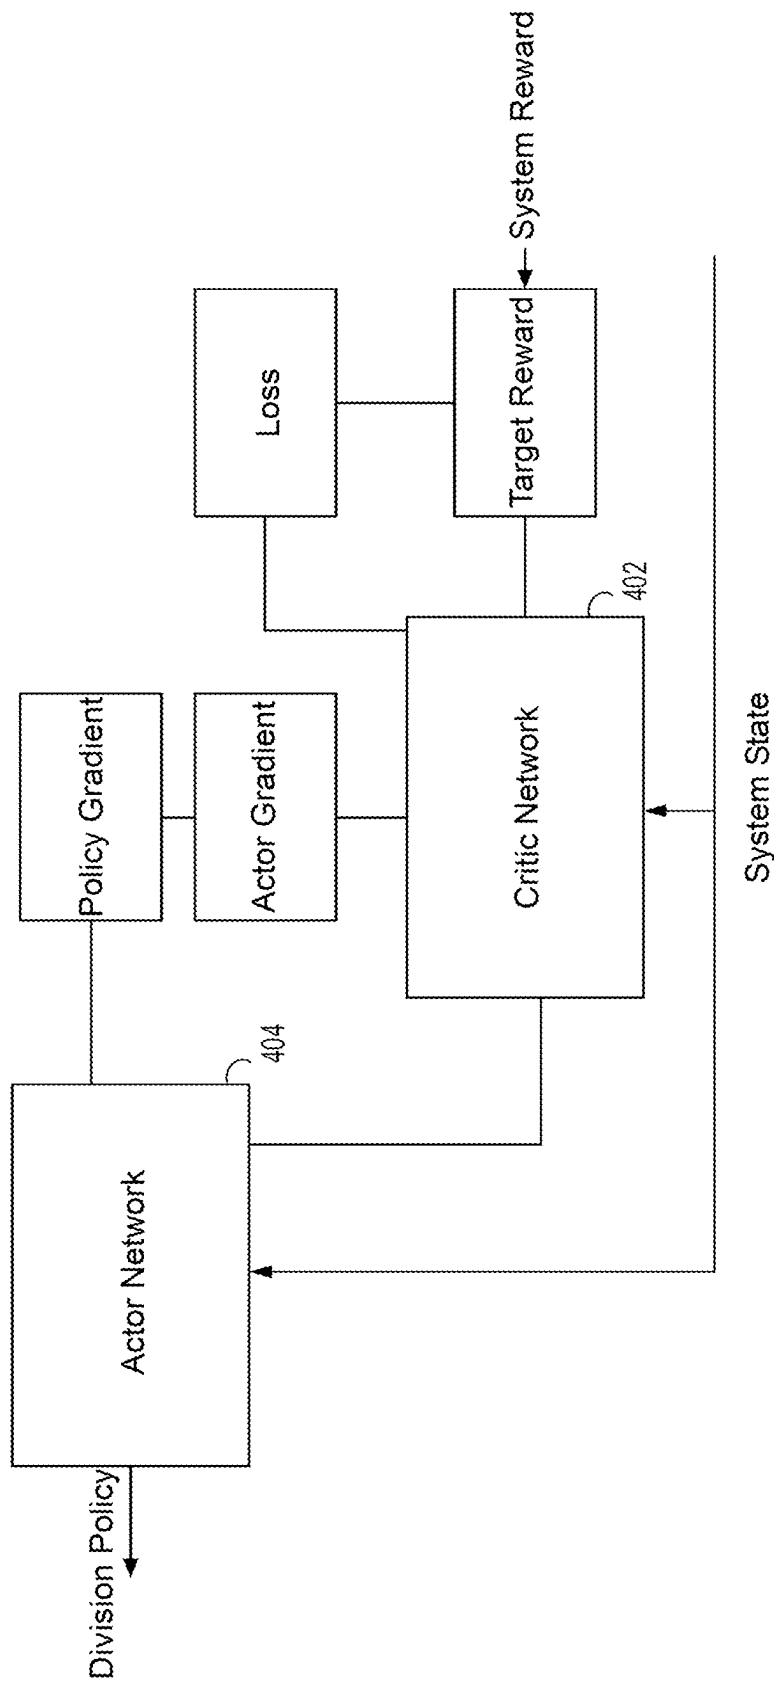 Division Policy
Actor Network
404
Policy Gradient
Actor Gradient
Critic Network
402
Loss
Target Reward
System Reward
System State